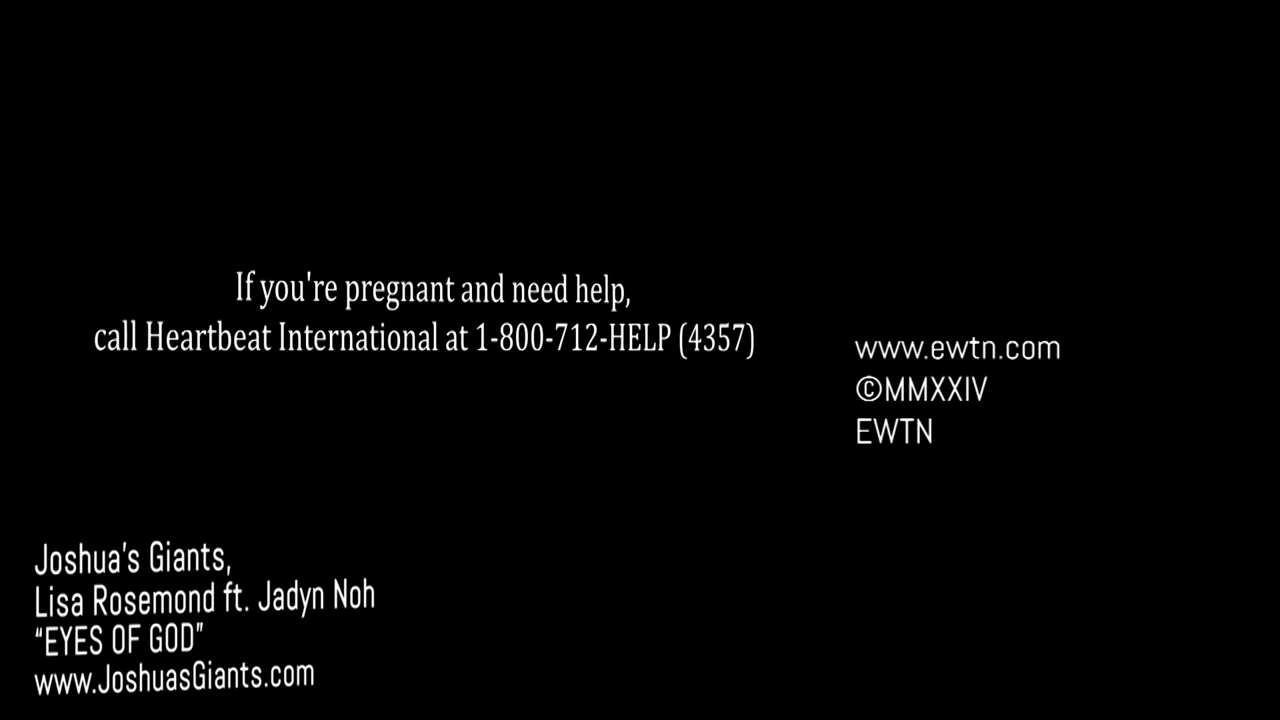 If you're pregnant and need help,
call Heartbeat International at 1-800-712-HELP (4357)
www.ewtn.com
©MMXXIV
EWTN
Joshua's Giants,
Lisa Rosemond ft. Jadyn Noh
“EYES OF GOD”
www.JoshuasGiants.com